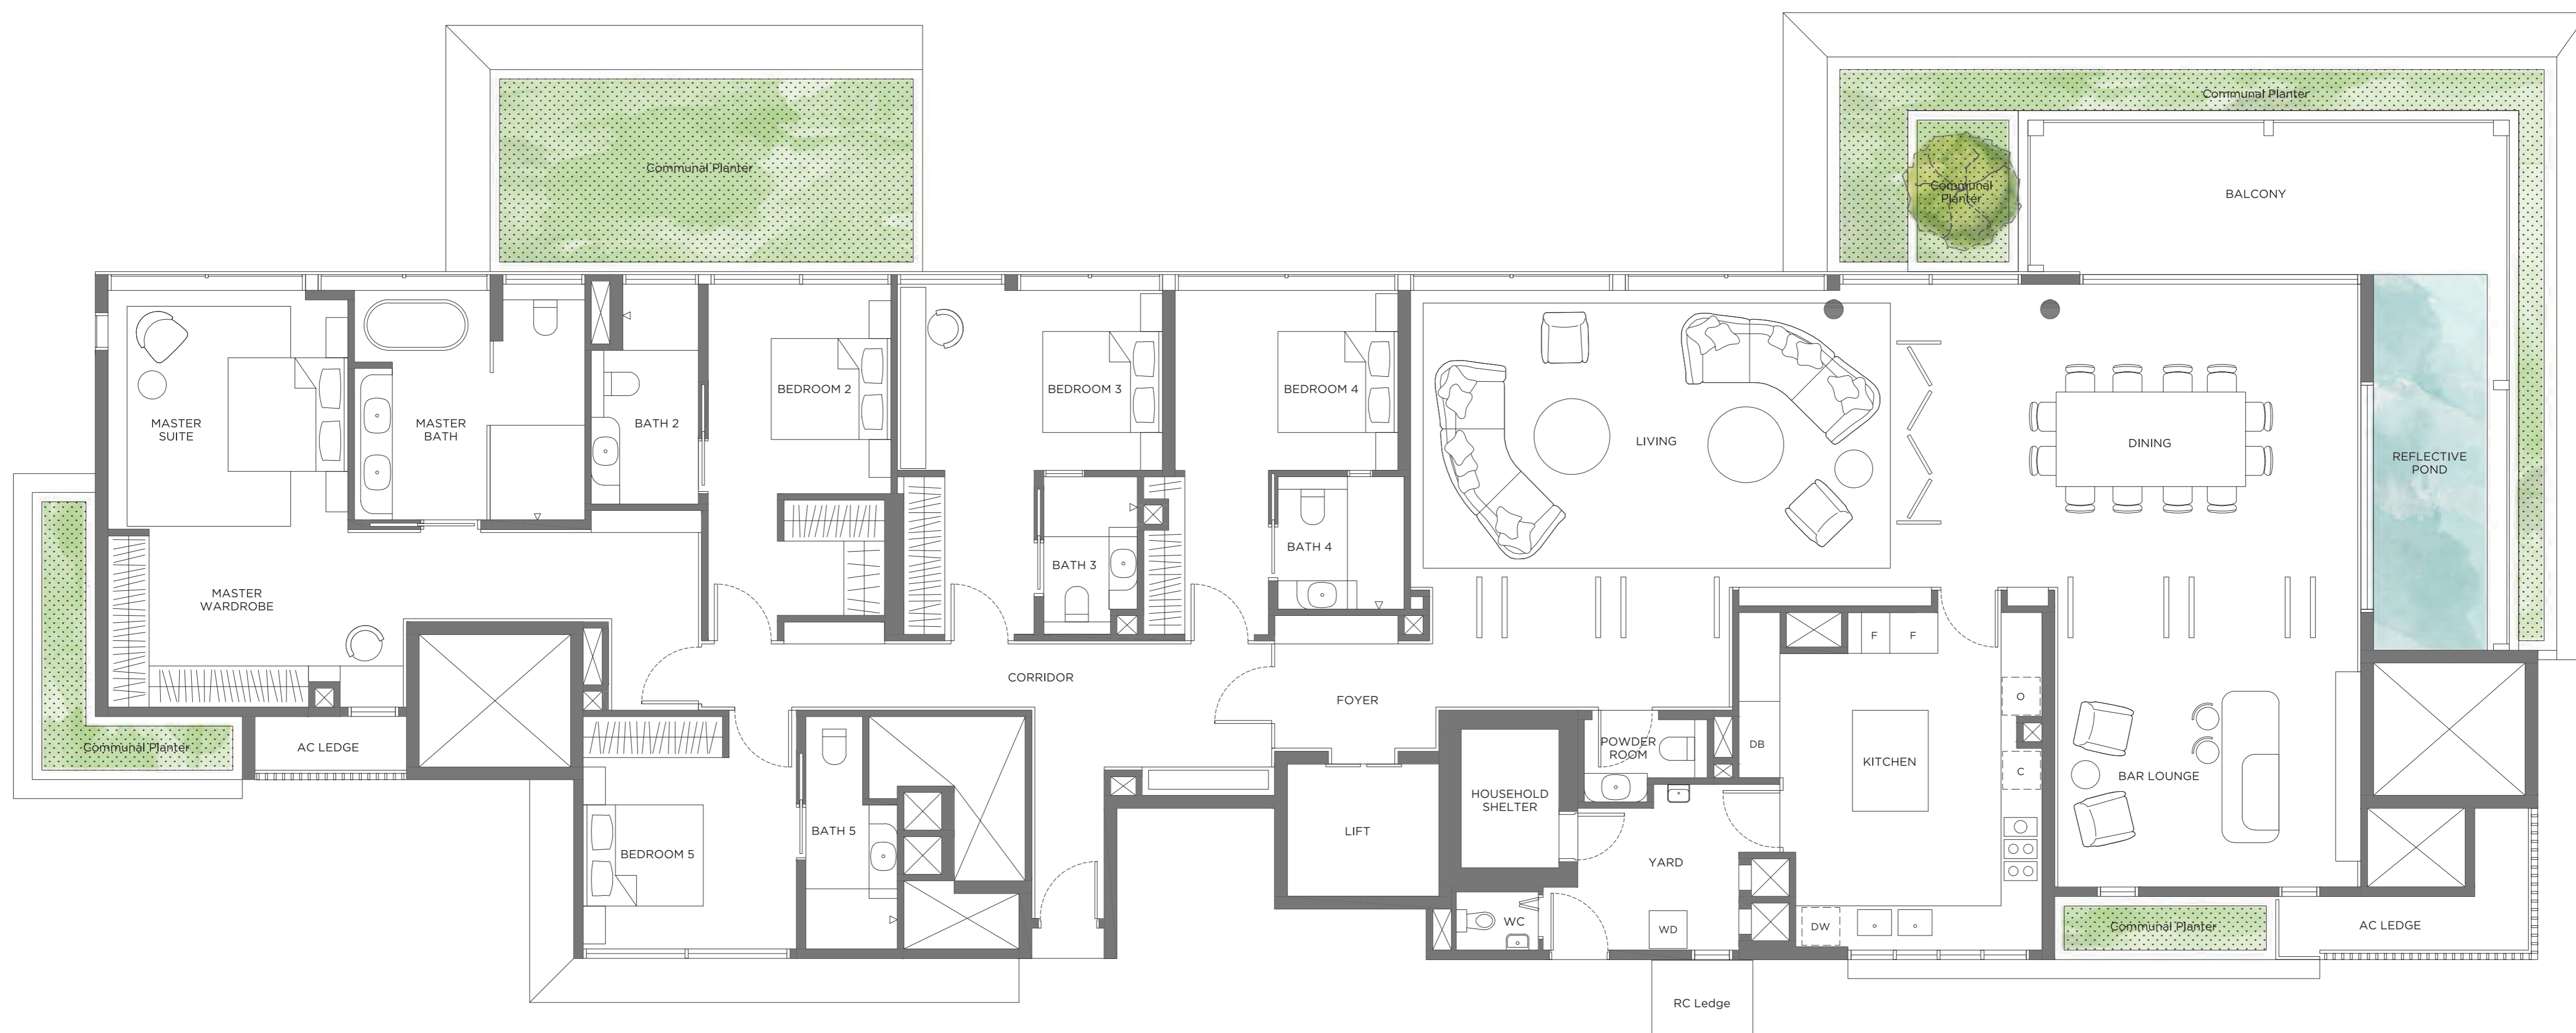 Communal Planter
Communal Planter
Communal
Planter
BALCONY
MASTER
SUITE
MASTER
BATH
BATH 2
BEDROOM 2
BEDROOM 3
BEDROOM 4
LIVING
DINING
REFLECTIVE
POND
MASTER
WARDROBE
BATH 3
BATH 4
CORRIDOR
FOYER
F
F
O
C
Communal Planter
AC LEDGE
POWDER
ROOM
DB
KITCHEN
BAR LOUNGE
HOUSEHOLD
SHELTER
BATH 5
LIFT
BEDROOM 5
YARD
WC
WD
DW
Communal Planter
AC LEDGE
RC Ledge